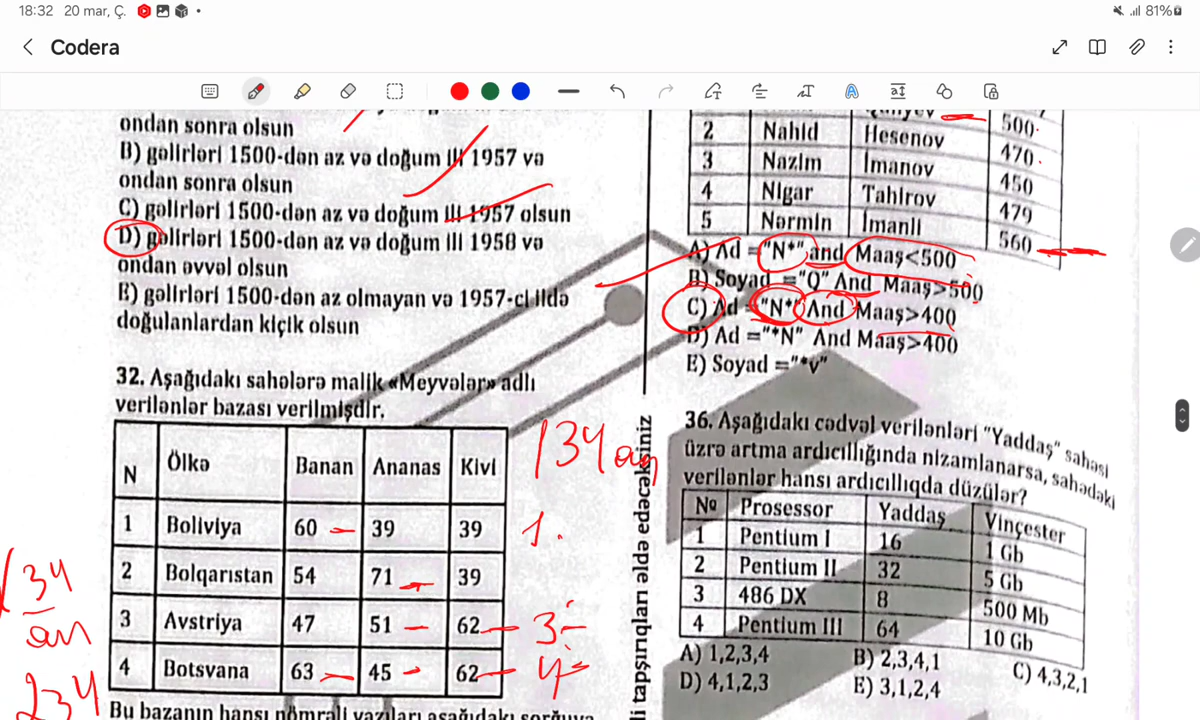 18:32 20 mar, Ç. 81%
Codera
ondan sonra olsun
B) gəlirləri 1500-dən az və doğum ili 1957 və
ondan sonra olsun
C) gəlirləri 1500-dən az və doğum ili 1957 olsun
D) gəlirləri 1500-dən az və doğum ili 1958 və
ondan əvvəl olsun
E) gəlirləri 1500-dən az olmayan və 1957-ci ildə
doğulanlardan kiçik olsun
32. Aşağıdakı sahələrə malik «Meyvələr» adlı
verilənlər bazası verilmişdir.
N Ölkə Banan Ananas Kivi
1 Boliviya 60 39 39
2 Bolqarıstan 54 71 39
3 Avstriya 47 51 62
4 Botsvana 63 45 62
Bu bazanın hansı nömrəli yazıları aşağıdakı sorğuya
134
an
234
134 an
1.
3
4
500
2 Nahid Hesenov 470
3 Nazim İmanov 450
4 Nigar Tahirov 479
5 Nərmin İmanli 560
A) Ad ="N*" and Maaş<500
B) Soyad ="Q" And Maaş>500
C) Ad ="N*" And Maaş>400
D) Ad ="*N" And Maaş>400
E) Soyad ="*v"
36. Aşağıdakı cədvəl verilənləri "Yaddaş" sahəsi
üzrə artma ardıcıllığında nizamlanarsa, sahədəki
verilənlər hansı ardıcıllıqda düzülər?
№ Prosessor Yaddaş Vinçester
1 Pentium I 16 1 Gb
2 Pentium II 32 5 Gb
3 486 DX 8 500 Mb
4 Pentium III 64 10 Gb
A) 1,2,3,4 B) 2,3,4,1 C) 4,3,2,1
D) 4,1,2,3 E) 3,1,2,4
li tapşırıqları əldə edəcəksiniz